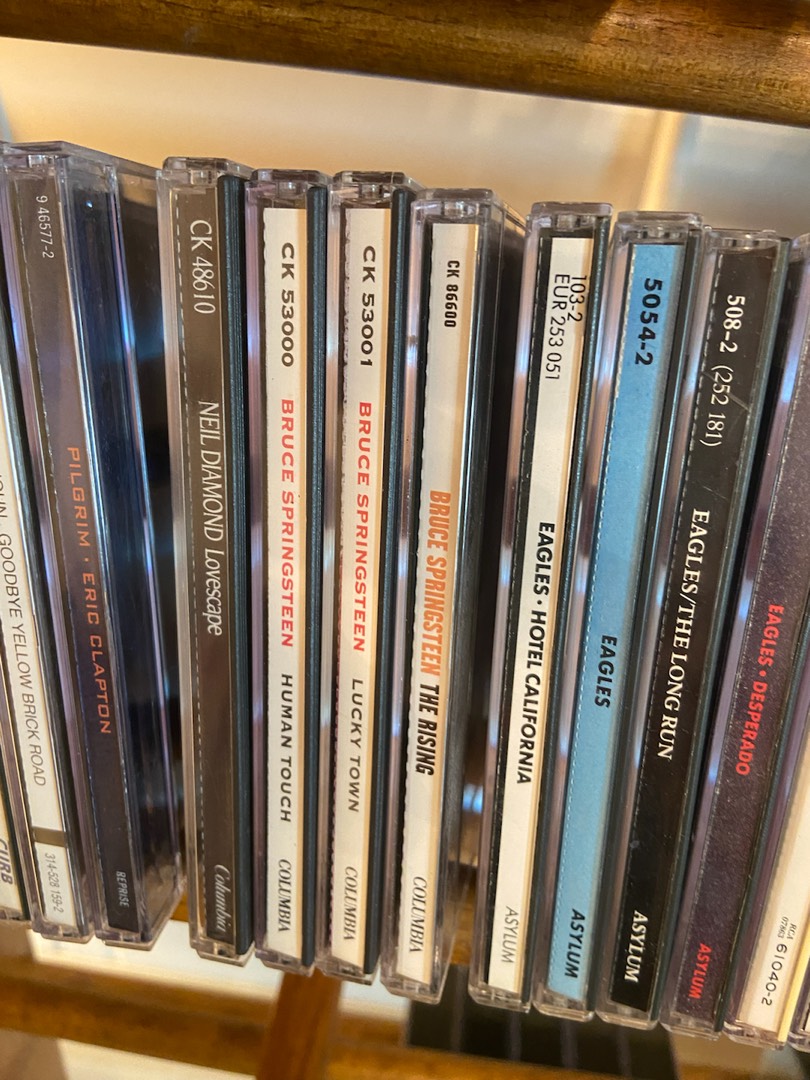 CURB
GOODBYE YELLOW BRICK ROAD
314-528 159-2
9 46577-2
PILGRIM · ERIC CLAPTON
REPRISE
CK 48610 NEIL DIAMOND Lovescape Columbia
CK 53000 BRUCE SPRINGSTEEN HUMAN TOUCH COLUMBIA
CK 53001 BRUCE SPRINGSTEEN LUCKY TOWN COLUMBIA
CK 86600 BRUCE SPRINGSTEEN THE RISING COLUMBIA
103-2
EUR 253 051
EAGLES · HOTEL CALIFORNIA ASYLUM
5054-2 EAGLES ASYLUM
508-2 (252 181) EAGLES/THE LONG RUN ASYLUM
EAGLES • DESPERADO ASYLUM
RCA
07863
61040-2